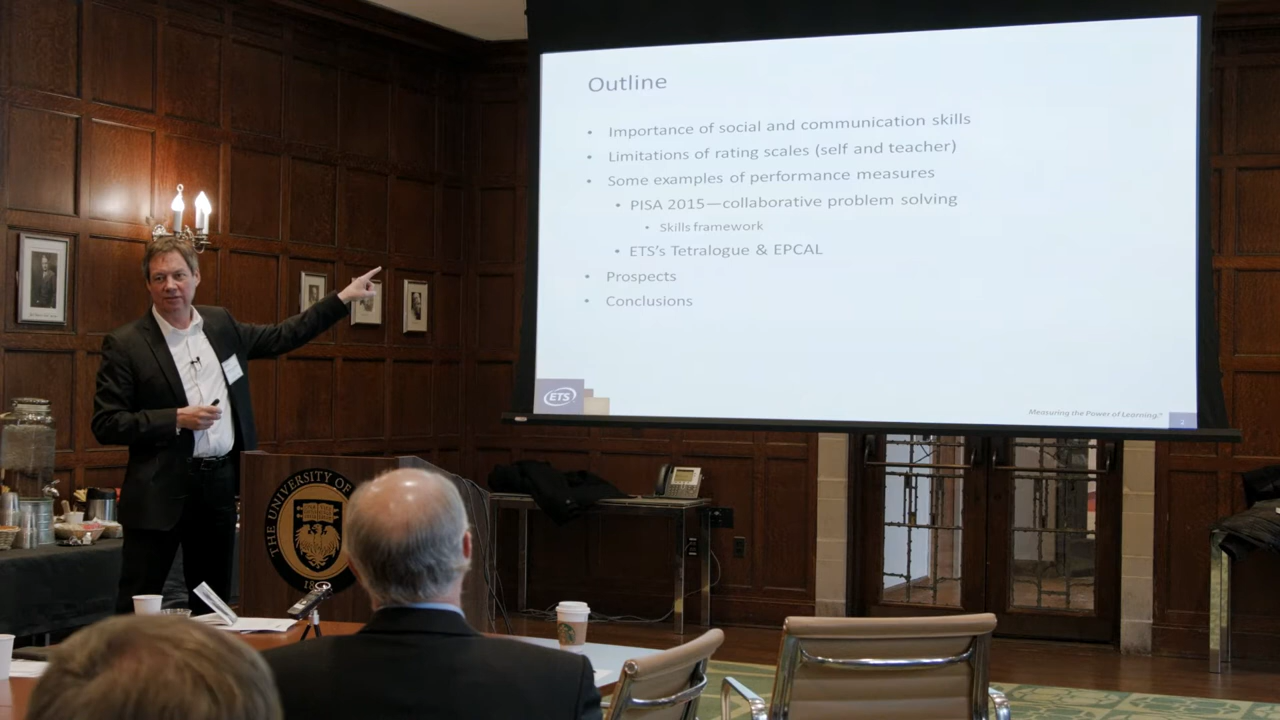 Outline
• Importance of social and communication skills
• Limitations of rating scales (self and teacher)
• Some examples of performance measures
• PISA 2015—collaborative problem solving
• Skills framework
• ETS's Tetralogue & EPCAL
• Prospects
• Conclusions
ETS
Measuring the Power of Learning.™
2
THE UNIVERSITY OF